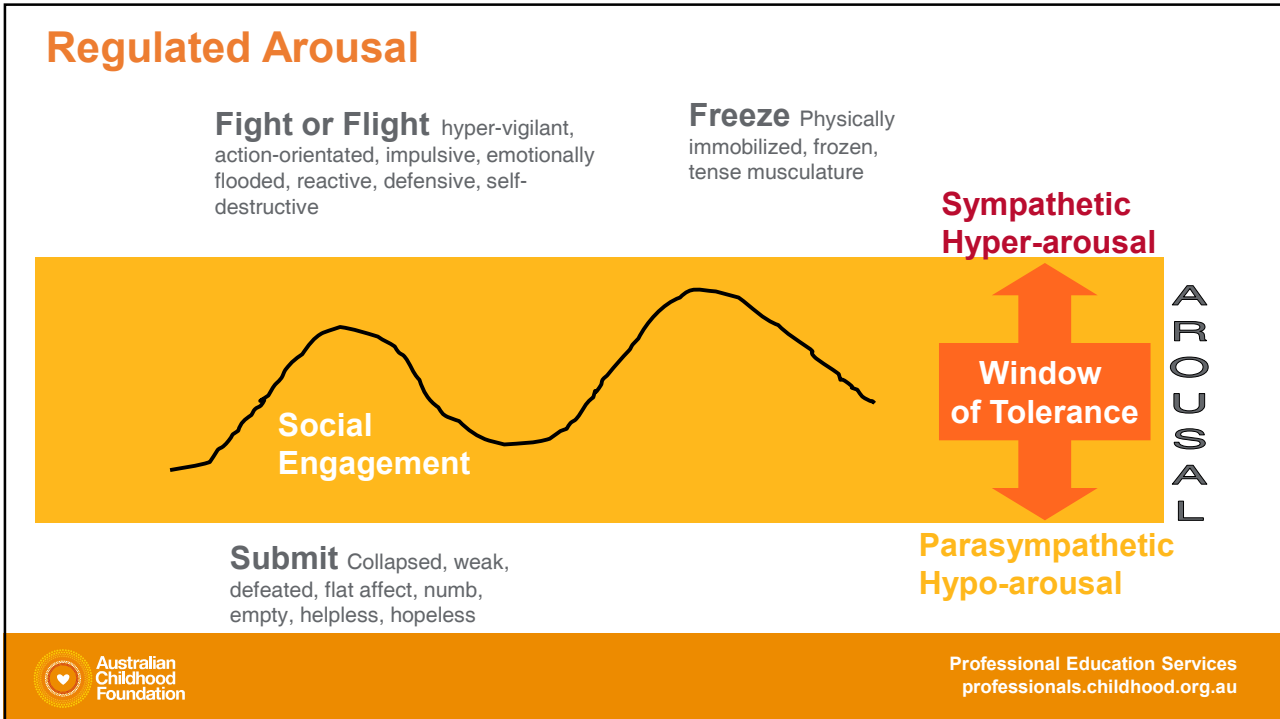 Regulated Arousal
Fight or Flight hyper-vigilant,
action-orientated, impulsive, emotionally
flooded, reactive, defensive, self-
destructive
Freeze Physically
immobilized, frozen,
tense musculature
Sympathetic
Hyper-arousal
Social
Engagement
Window
of Tolerance
AROUSAL
Submit Collapsed, weak,
defeated, flat affect, numb,
empty, helpless, hopeless
Parasympathetic
Hypo-arousal
Australian
Childhood
Foundation
Professional Education Services
professionals.childhood.org.au